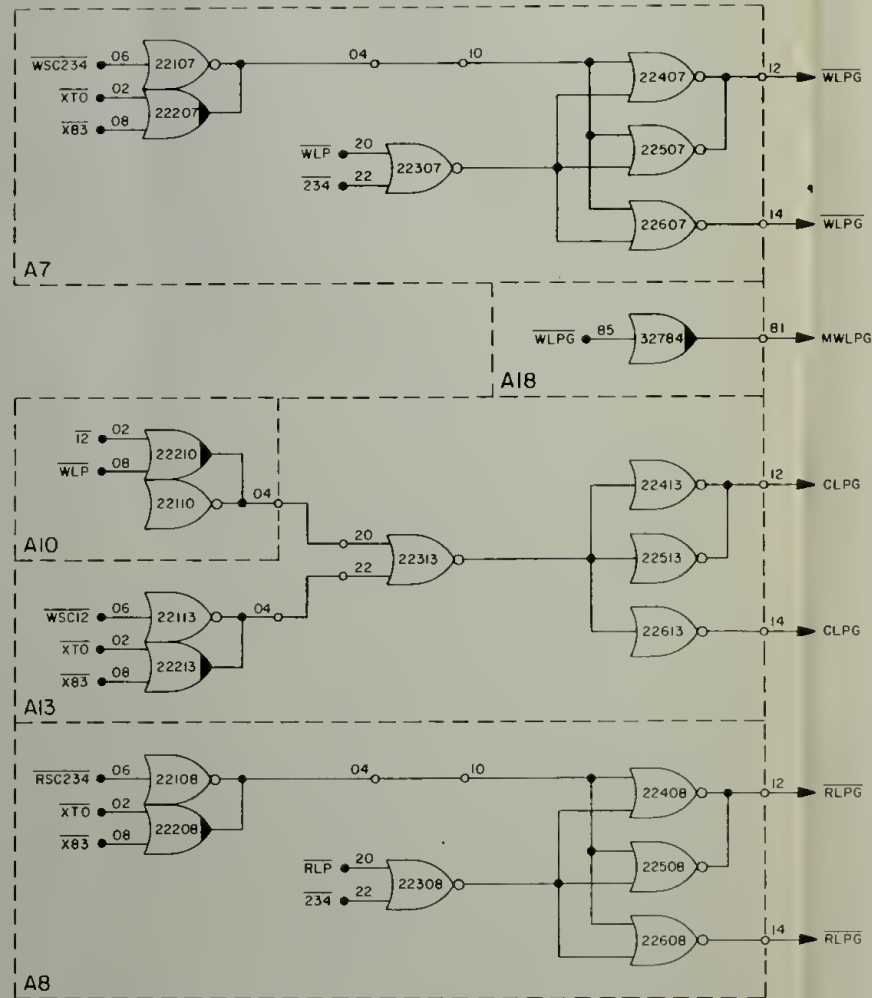 WSC234 06 22107 04 10 22407 12 WLPG
XT0 02 22207
X83 08
WLP 20 22307 22507
234 22
22607 14 WLPG
A7
WLPG 85 32784 81 MWLPG
A18
12 02 22210 22413 12 CLPG
WLP 08 22110 04
20 22313 22513
A10
22
WSC12 06 22113 04 22613 14 CLPG
XT0 02 22213
X83 08
A13
RSC234 06 22108 04 10 22408 12 RLPG
XT0 02 22208
X83 08
RLP 20 22308 22508
234 22
22608 14 RLPG
A8